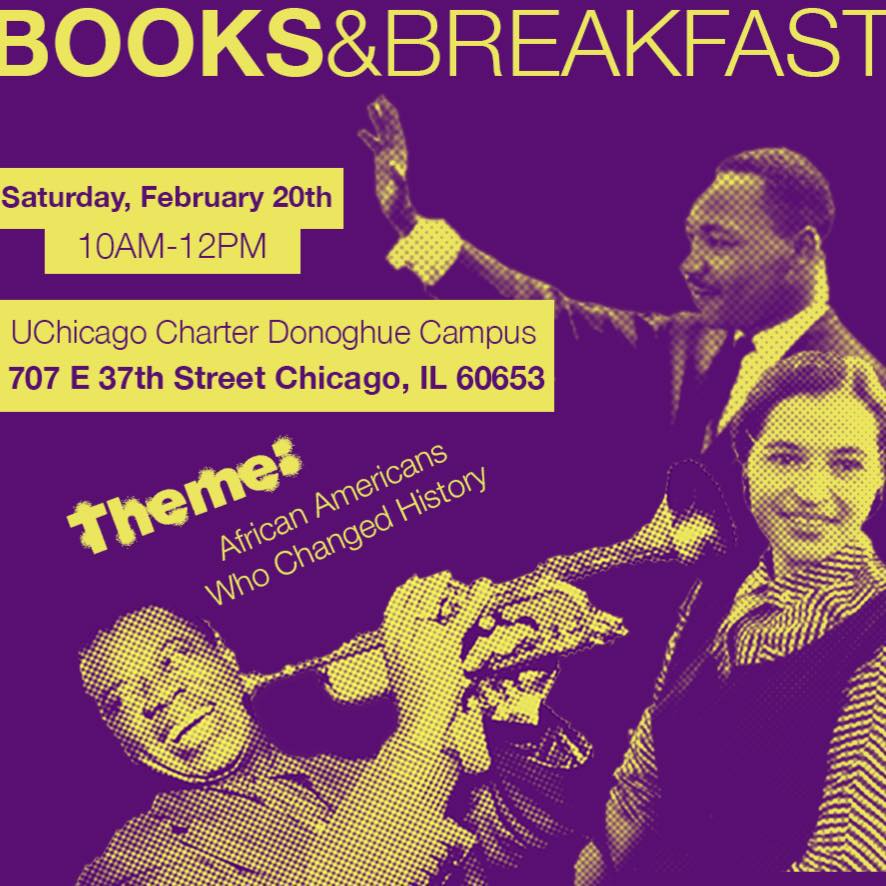 BOOKS&BREAKFAST
Saturday, February 20th
10AM-12PM
UChicago Charter Donoghue Campus
707 E 37th Street Chicago, IL 60653
Theme:
African Americans
Who Changed History